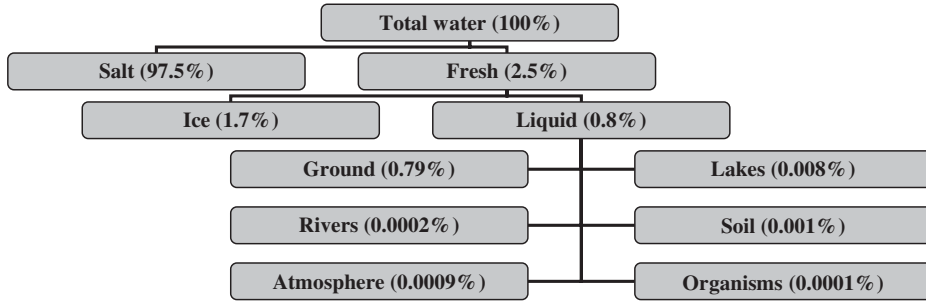 Total water (100%)
Salt (97.5%)
Fresh (2.5%)
Ice (1.7%)
Liquid (0.8%)
Ground (0.79%)
Lakes (0.008%)
Rivers (0.0002%)
Soil (0.001%)
Atmosphere (0.0009%)
Organisms (0.0001%)